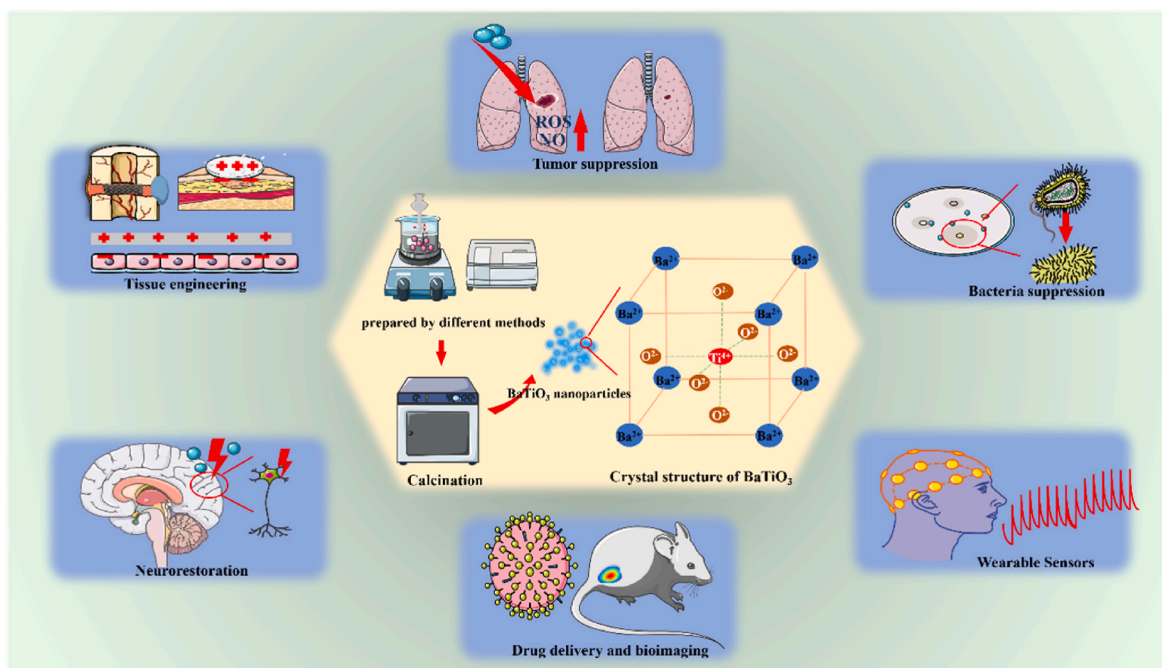 ROS
NO
Tumor suppression
+++
+ + + + + +
Tissue engineering
Bacteria suppression
prepared by different methods
BaTiO₃ nanoparticles
Calcination
Ba²⁺
Ba²⁺
O²⁻
Ba²⁺
Ba²⁺
O²⁻
O²⁻
Ti⁴⁺
O²⁻
Ba²⁺
O²⁻
Ba²⁺
O²⁻
Ba²⁺
Ba²⁺
Crystal structure of BaTiO₃
Neurorestoration
Wearable Sensors
Drug delivery and bioimaging